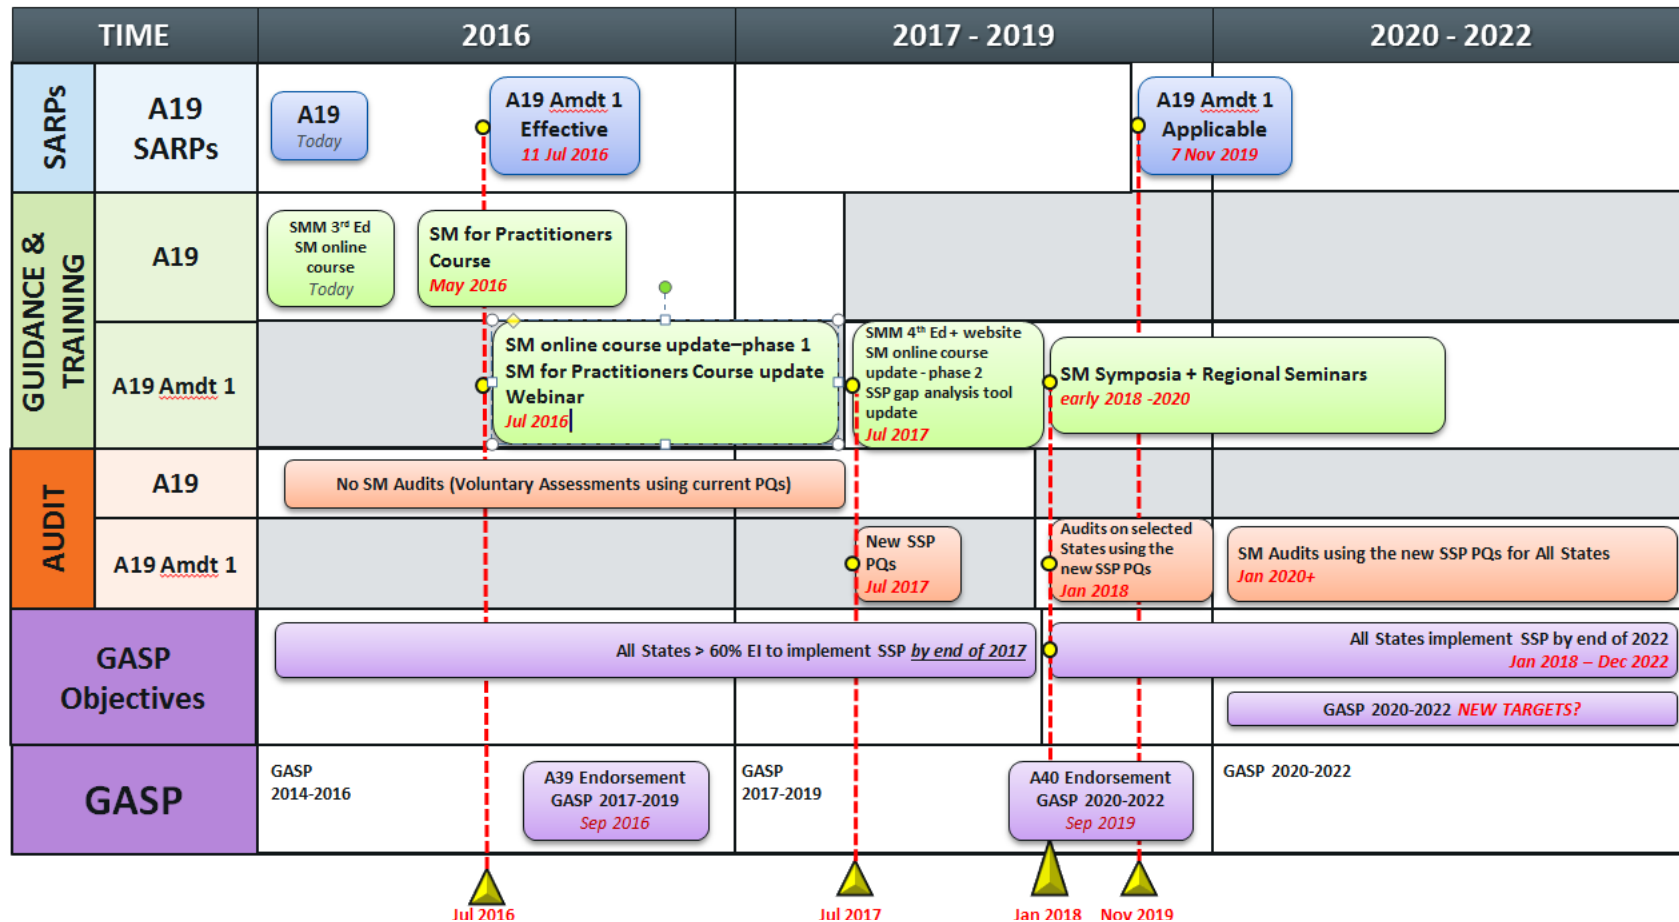 TIME
2016
2017 - 2019
2020 - 2022
SARPs
A19
SARPs
A19
Today
A19 Amdt 1
Effective
11 Jul 2016
A19 Amdt 1
Applicable
7 Nov 2019
GUIDANCE &
TRAINING
A19
SMM 3rd Ed
SM online
course
Today
SM for Practitioners
Course
May 2016
A19 Amdt 1
SM online course update–phase 1
SM for Practitioners Course update
Webinar
Jul 2016
SMM 4th Ed + website
SM online course
update - phase 2
SSP gap analysis tool
update
Jul 2017
SM Symposia + Regional Seminars
early 2018 -2020
AUDIT
A19
No SM Audits (Voluntary Assessments using current PQs)
A19 Amdt 1
New SSP
PQs
Jul 2017
Audits on selected
States using the
new SSP PQs
Jan 2018
SM Audits using the new SSP PQs for All States
Jan 2020+
GASP
Objectives
All States > 60% EI to implement SSP by end of 2017
All States implement SSP by end of 2022
Jan 2018 – Dec 2022
GASP 2020-2022 NEW TARGETS?
GASP
GASP
2014-2016
A39 Endorsement
GASP 2017-2019
Sep 2016
GASP
2017-2019
A40 Endorsement
GASP 2020-2022
Sep 2019
GASP 2020-2022
Jul 2016
Jul 2017
Jan 2018
Nov 2019